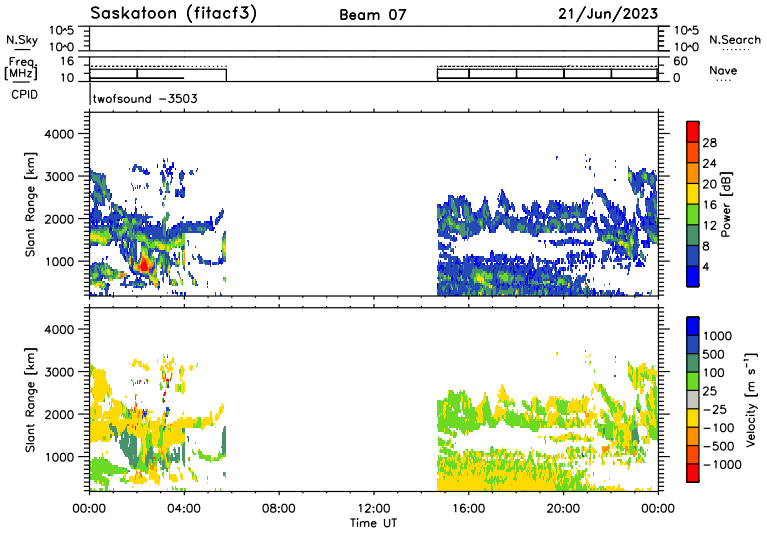 Saskatoon (fitacf3) Beam 07 21/Jun/2023
N.Sky 10^5 10^0 10^5 10^0 N.Search
Freq. [MHz] 16 10 60 0 Nave
CPID twofsound -3503
Slant Range [km] 4000 3000 2000 1000
28 24 20 16 12 8 4 Power [dB]
Slant Range [km] 4000 3000 2000 1000
1000 500 100 25 -25 -100 -500 -1000 Velocity [m s⁻¹]
00:00 04:00 08:00 12:00 16:00 20:00 00:00
Time UT